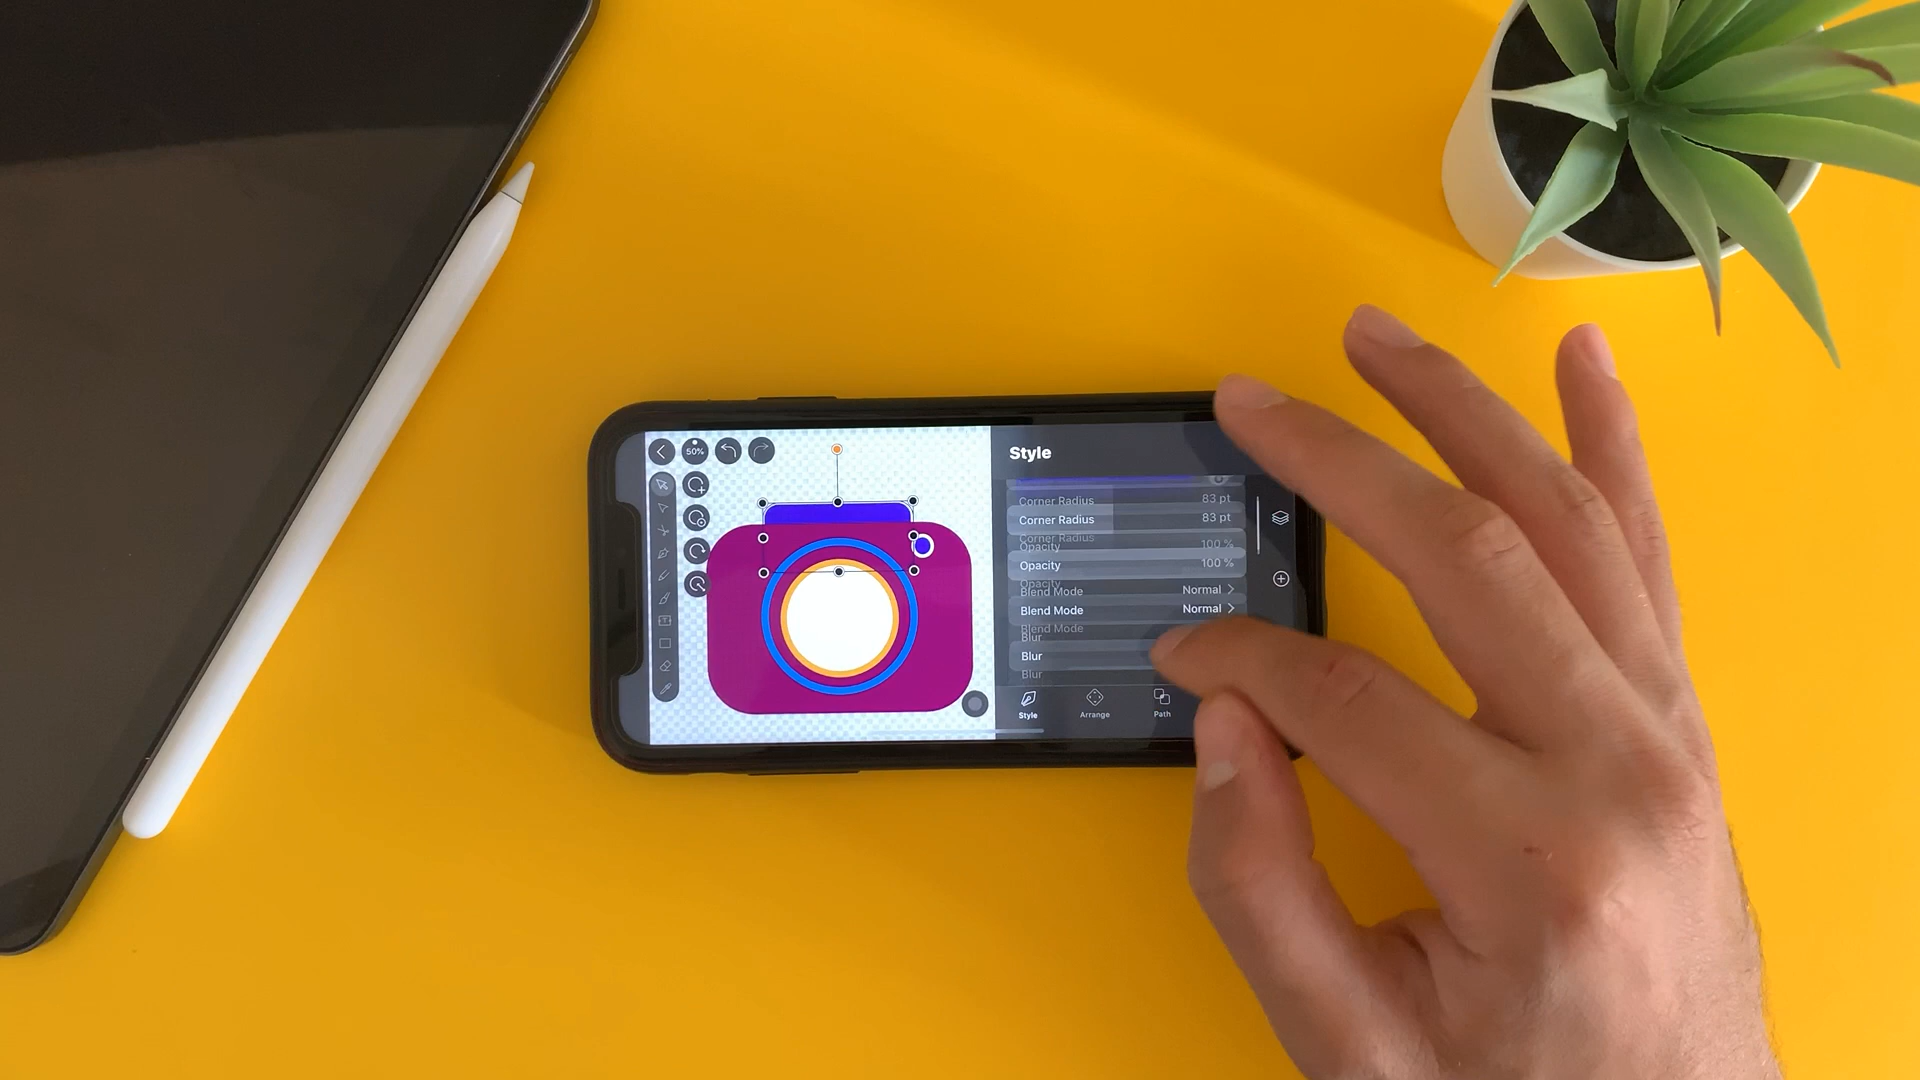 50%
Style
Corner Radius 83 pt
Corner Radius 83 pt
Corner Radius
Opacity 100 %
Opacity 100 %
Opacity
Blend Mode Normal
Blend Mode Normal
Blend Mode
Blur
Blur
Blur
Style Arrange Path